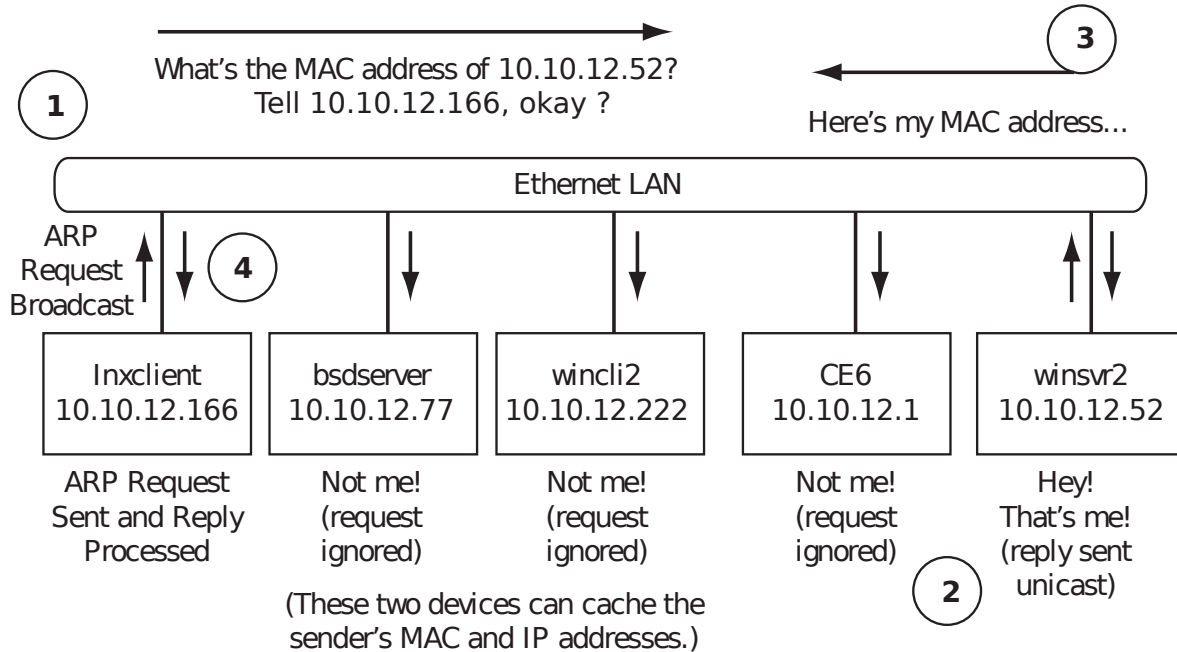 What's the MAC address of 10.10.12.52?
Tell 10.10.12.166, okay ?
3
1
Here's my MAC address...
Ethernet LAN
ARP
Request
Broadcast
4
lnxclient
10.10.12.166
bsdserver
10.10.12.77
wincli2
10.10.12.222
CE6
10.10.12.1
winsvr2
10.10.12.52
ARP Request
Sent and Reply
Processed
Not me!
(request
ignored)
Not me!
(request
ignored)
Not me!
(request
ignored)
Hey!
That's me!
(reply sent
unicast)
2
(These two devices can cache the
sender's MAC and IP addresses.)